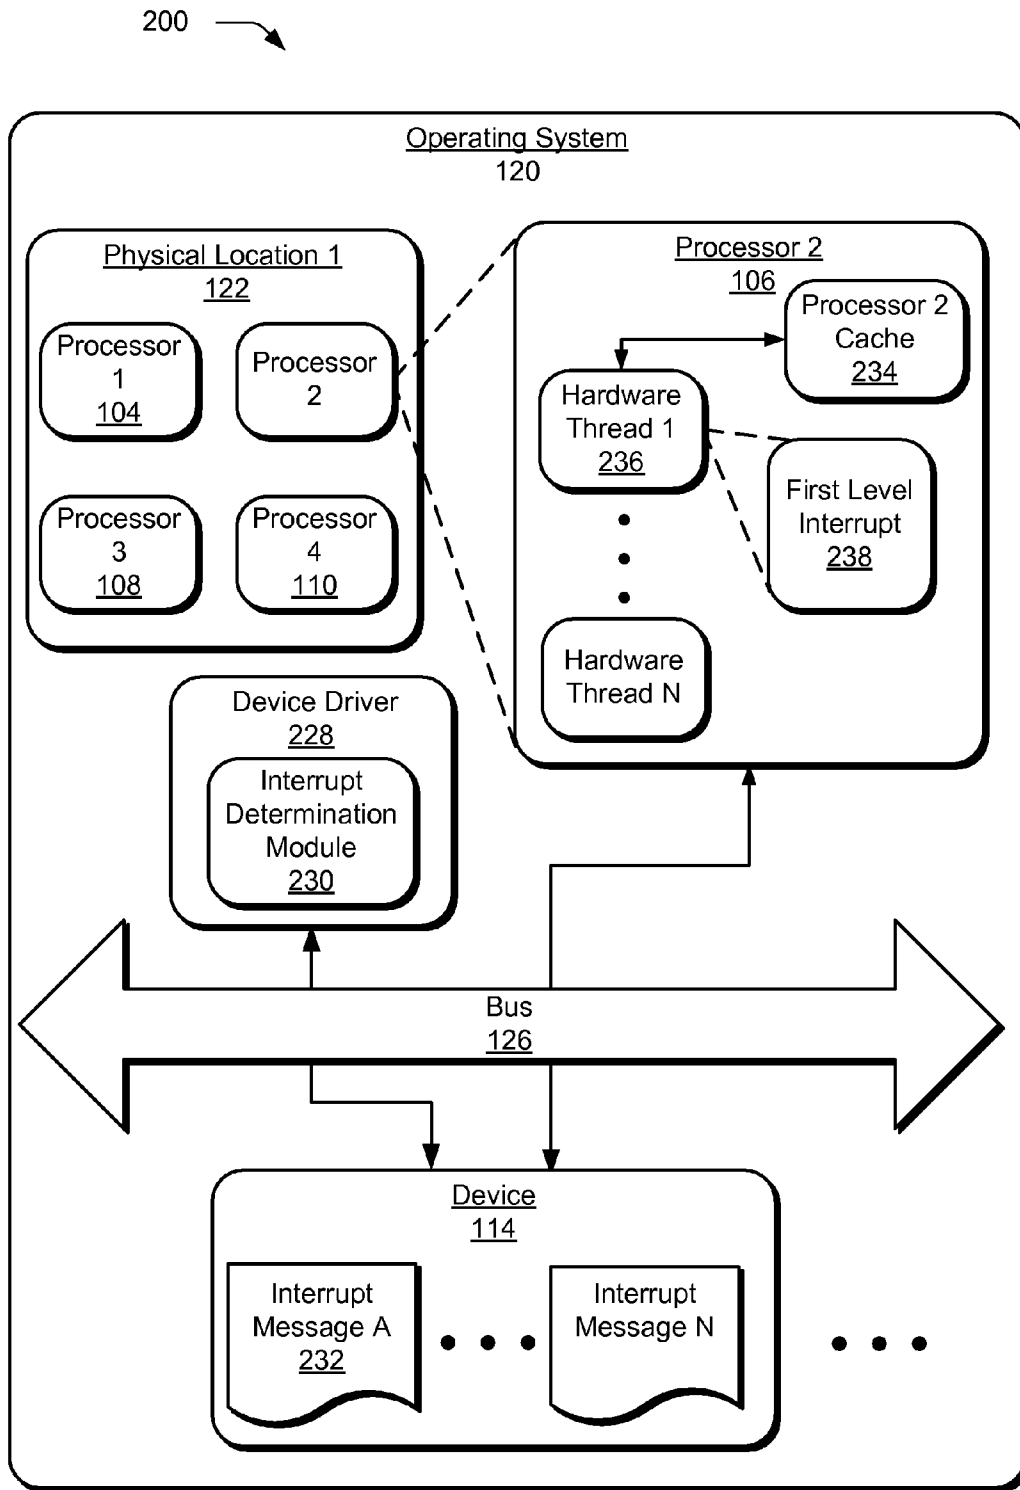 200
Operating System
120
Physical Location 1
122
Processor
1
104
Processor
2
Processor
3
108
Processor
4
110
Processor 2
106
Processor 2
Cache
234
Hardware
Thread 1
236
First Level
Interrupt
238
Hardware
Thread N
Device Driver
228
Interrupt
Determination
Module
230
Bus
126
Device
114
Interrupt
Message A
232
Interrupt
Message N